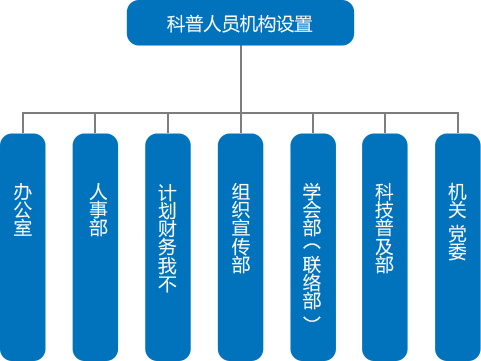 科普人员机构设置
办公室
人事部
计划财务我不
组织宣传部
学会部（联络部）
科技普及部
机关 党委